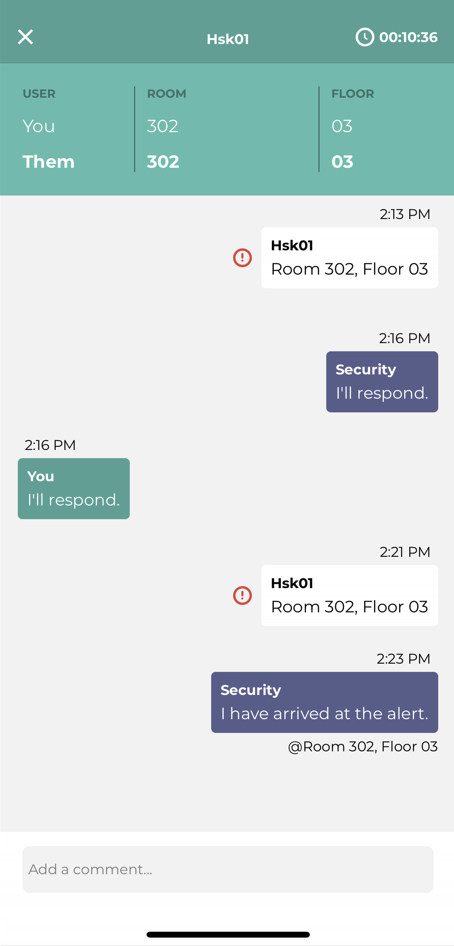 Hsk01
00:10:36
USER ROOM FLOOR
You 302 03
Them 302 03
2:13 PM
Hsk01
Room 302, Floor 03
2:16 PM
Security
I'll respond.
2:16 PM
You
I'll respond.
2:21 PM
Hsk01
Room 302, Floor 03
2:23 PM
Security
I have arrived at the alert.
@Room 302, Floor 03
Add a comment...